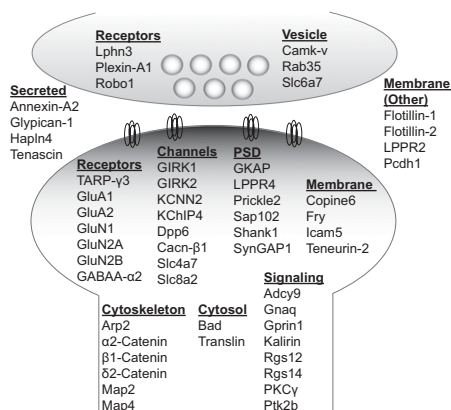 Receptors
Lphn3
Plexin-A1
Robo1
Vesicle
Camk-v
Rab35
Slc6a7
Secreted
Annexin-A2
Glypican-1
Hapln4
Tenascin
Membrane
(Other)
Flotillin-1
Flotillin-2
LPPR2
Pcdh1
Receptors
TARP-γ3
GluA1
GluA2
GluN1
GluN2A
GluN2B
GABAA-α2
Channels
GIRK1
GIRK2
KCNN2
KChIP4
Dpp6
Cacn-β1
Slc4a7
Slc8a2
PSD
GKAP
LPPR4
Prickle2
Sap102
Shank1
SynGAP1
Membrane
Copine6
Fry
Icam5
Teneurin-2
Cytoskeleton
Arp2
α2-Catenin
β1-Catenin
δ2-Catenin
Map2
Map4
Cytosol
Bad
Translin
Signaling
Adcy9
Gnaq
Gprin1
Kalirin
Rgs12
Rgs14
PKCγ
Ptk2b